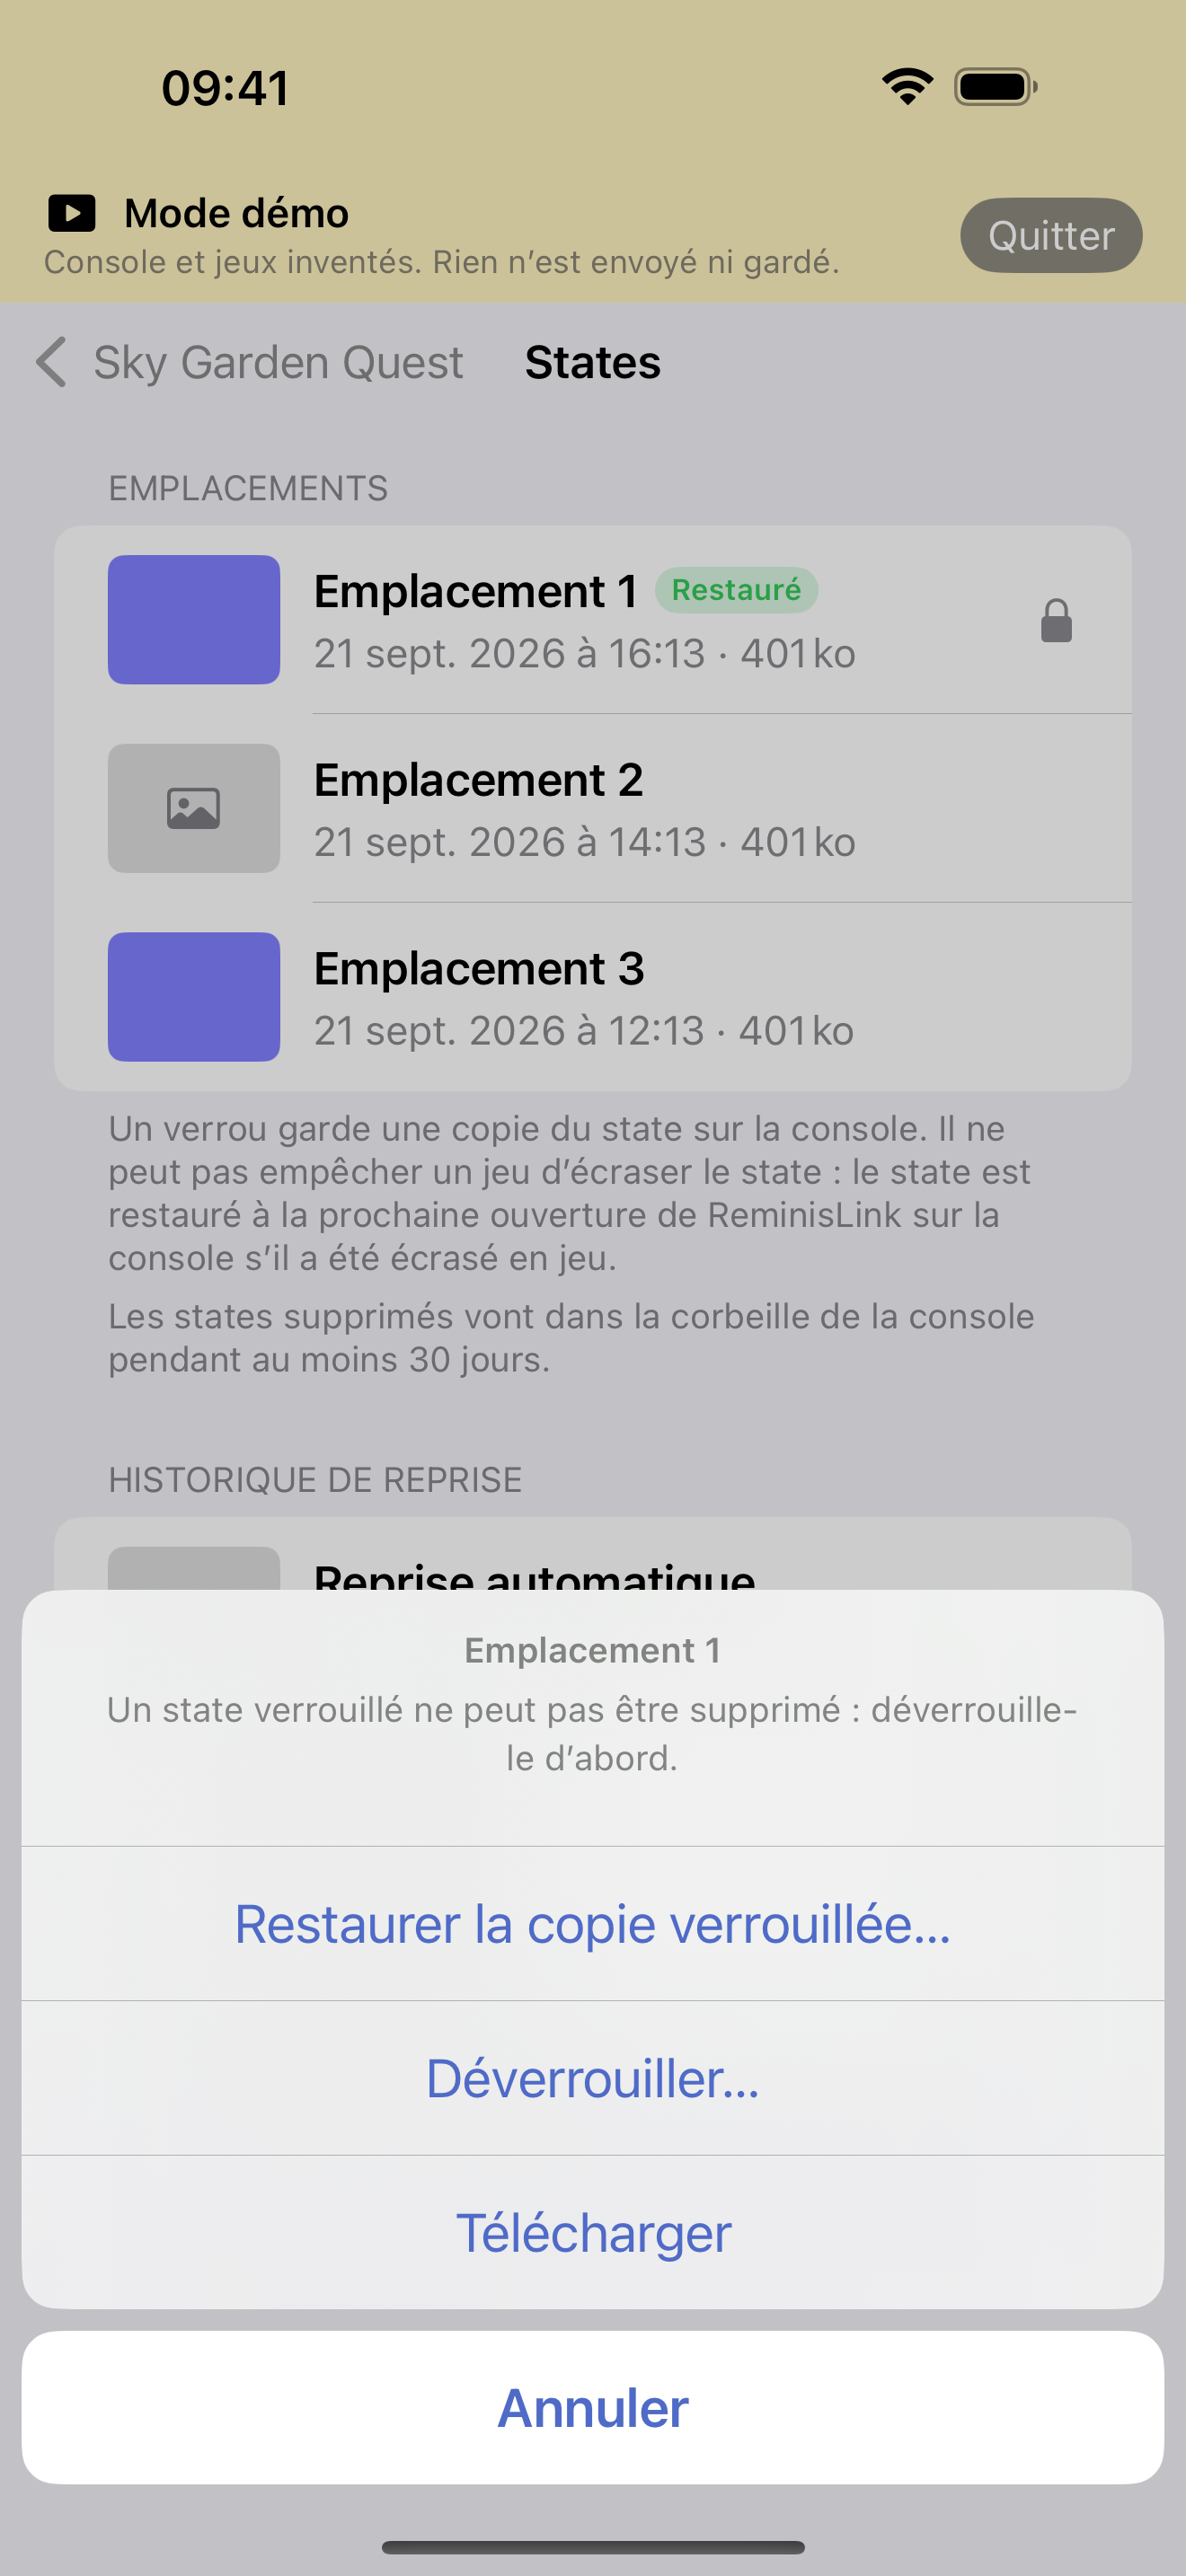 09:41
Mode démo
Console et jeux inventés. Rien n’est envoyé ni gardé.
Quitter
Sky Garden Quest
States
EMPLACEMENTS
Emplacement 1 Restauré
21 sept. 2026 à 16:13 · 401 ko
Emplacement 2
21 sept. 2026 à 14:13 · 401 ko
Emplacement 3
21 sept. 2026 à 12:13 · 401 ko
Un verrou garde une copie du state sur la console. Il ne
peut pas empêcher un jeu d’écraser le state : le state est
restauré à la prochaine ouverture de ReminisLink sur la
console s’il a été écrasé en jeu.
Les states supprimés vont dans la corbeille de la console
pendant au moins 30 jours.
HISTORIQUE DE REPRISE
Reprise automatique
Emplacement 1
Un state verrouillé ne peut pas être supprimé : déverrouille-
le d’abord.
Restaurer la copie verrouillée…
Déverrouiller…
Télécharger
Annuler